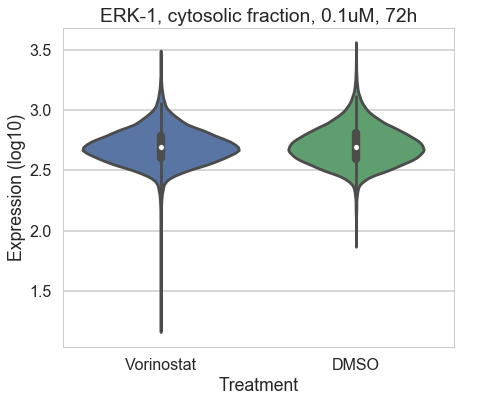 ERK-1, cytosolic fraction, 0.1uM, 72h
Expression (log10)
3.5
3.0
2.5
2.0
1.5
Vorinostat DMSO
Treatment